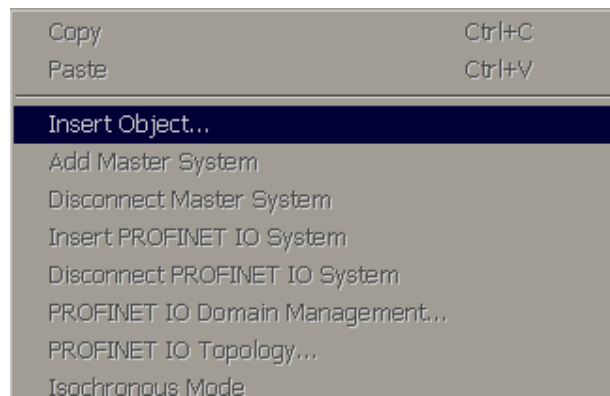 Copy Ctrl+C
Paste Ctrl+V
Insert Object...
Add Master System
Disconnect Master System
Insert PROFINET IO System
Disconnect PROFINET IO System
PROFINET IO Domain Management...
PROFINET IO Topology...
Isochronous Mode